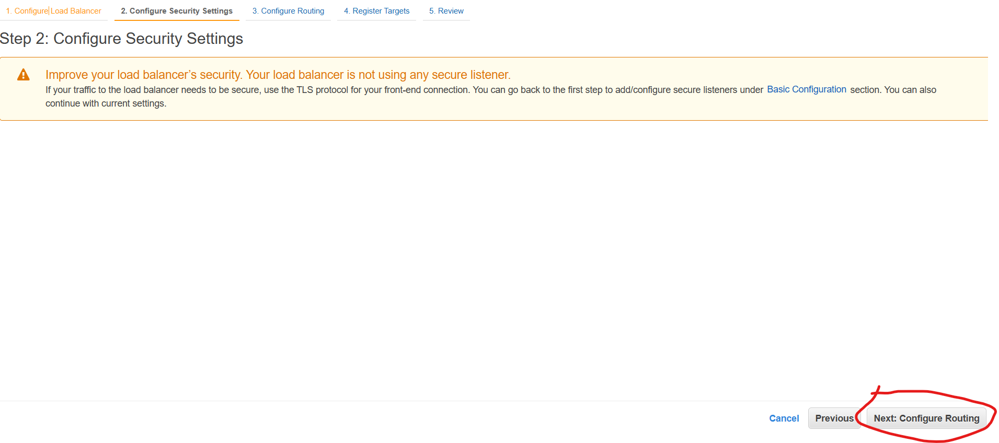 1. Configure Load Balancer 2. Configure Security Settings 3. Configure Routing 4. Register Targets 5. Review
Step 2: Configure Security Settings
Improve your load balancer’s security. Your load balancer is not using any secure listener.
If your traffic to the load balancer needs to be secure, use the TLS protocol for your front-end connection. You can go back to the first step to add/configure secure listeners under Basic Configuration section. You can also
continue with current settings.
Cancel Previous Next: Configure Routing